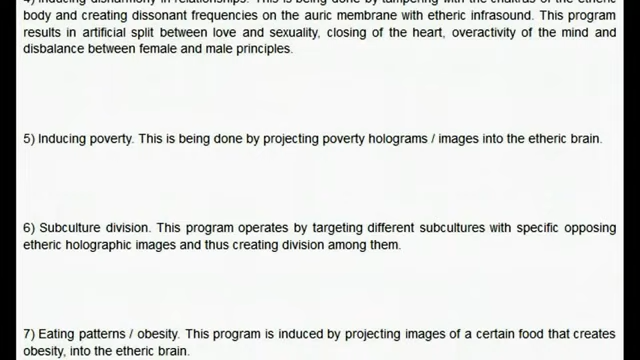 4) Inducing disharmony in relationships. This is being done by tampering with the chakras of the etheric
body and creating dissonant frequencies on the auric membrane with etheric infrasound. This program
results in artificial split between love and sexuality, closing of the heart, overactivity of the mind and
disbalance between female and male principles.
5) Inducing poverty. This is being done by projecting poverty holograms / images into the etheric brain.
6) Subculture division. This program operates by targeting different subcultures with specific opposing
etheric holographic images and thus creating division among them.
7) Eating patterns / obesity. This program is induced by projecting images of a certain food that creates
obesity, into the etheric brain.